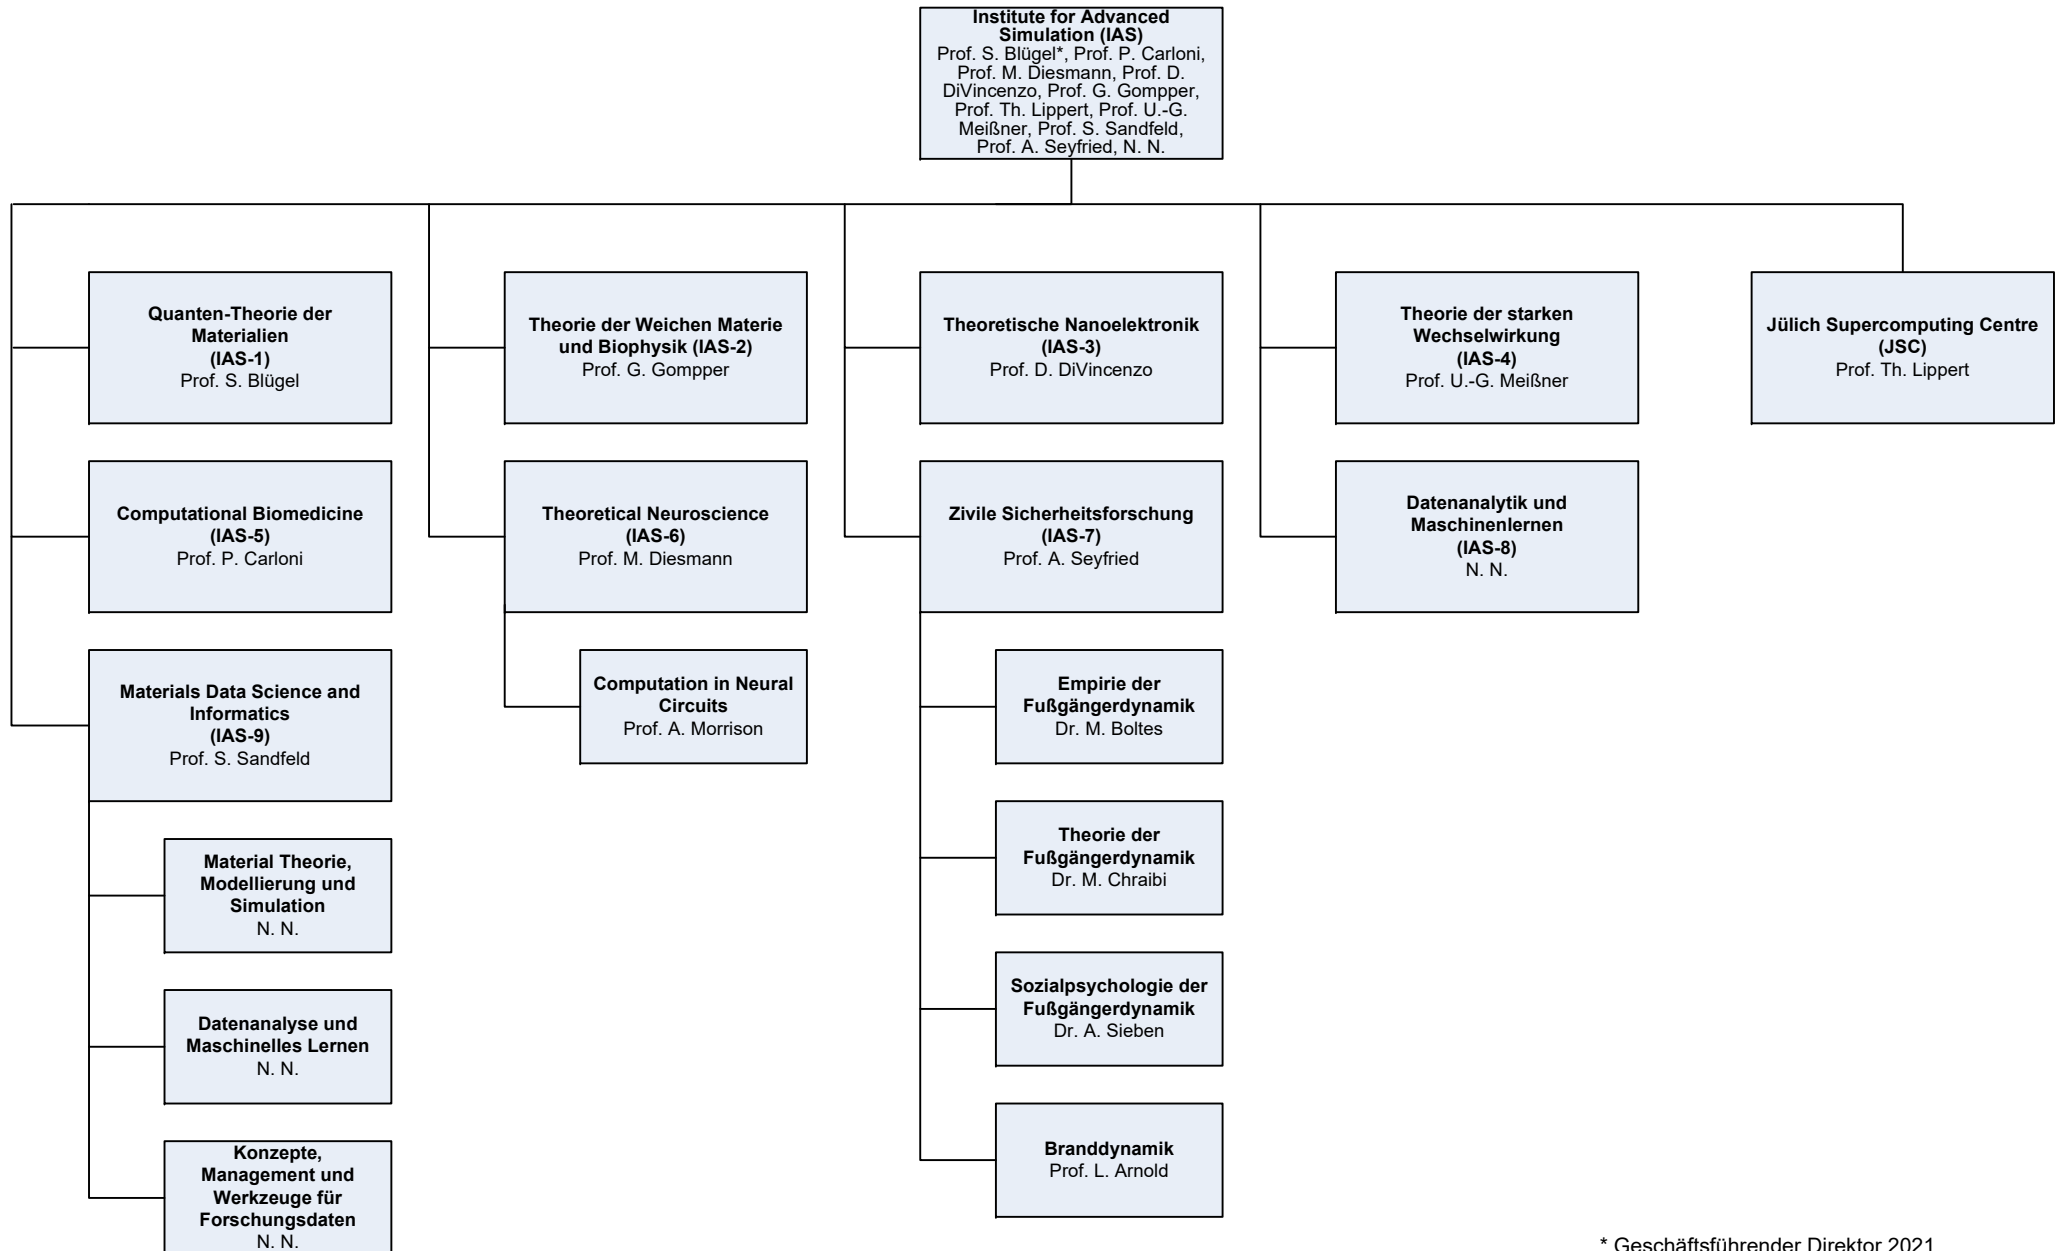 Institute for Advanced
Simulation (IAS)
Prof. S. Blügel*, Prof. P. Carloni,
Prof. M. Diesmann, Prof. D.
DiVincenzo, Prof. G. Gompper,
Prof. Th. Lippert, Prof. U.-G.
Meißner, Prof. S. Sandfeld,
Prof. A. Seyfried, N. N.
Quanten-Theorie der
Materialien
(IAS-1)
Prof. S. Blügel
Theorie der Weichen Materie
und Biophysik (IAS-2)
Prof. G. Gompper
Theoretische Nanoelektronik
(IAS-3)
Prof. D. DiVincenzo
Theorie der starken
Wechselwirkung
(IAS-4)
Prof. U.-G. Meißner
Jülich Supercomputing Centre
(JSC)
Prof. Th. Lippert
Computational Biomedicine
(IAS-5)
Prof. P. Carloni
Theoretical Neuroscience
(IAS-6)
Prof. M. Diesmann
Zivile Sicherheitsforschung
(IAS-7)
Prof. A. Seyfried
Datenanalytik und
Maschinenlernen
(IAS-8)
N. N.
Materials Data Science and
Informatics
(IAS-9)
Prof. S. Sandfeld
Computation in Neural
Circuits
Prof. A. Morrison
Empirie der
Fußgängerdynamik
Dr. M. Boltes
Material Theorie,
Modellierung und
Simulation
N. N.
Theorie der
Fußgängerdynamik
Dr. M. Chraibi
Datenanalyse und
Maschinelles Lernen
N. N.
Sozialpsychologie der
Fußgängerdynamik
Dr. A. Sieben
Konzepte,
Management und
Werkzeuge für
Forschungsdaten
N. N.
Branddynamik
Prof. L. Arnold
* Geschäftsführender Direktor 2021